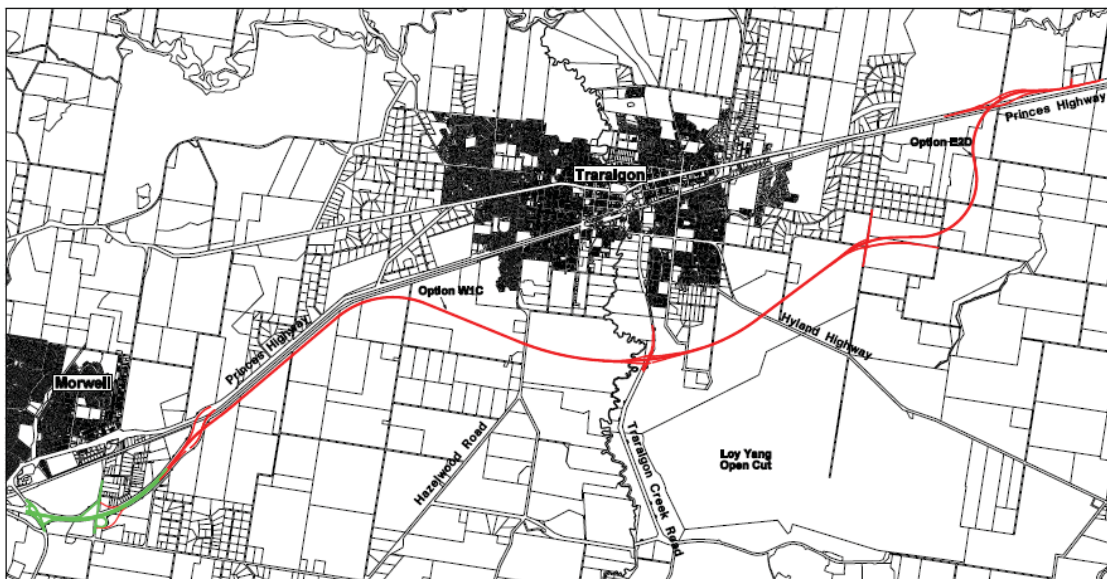 Princes Highway
Option E2D
Traralgon
Option W1C
Princes Highway
Hyland Highway
Morwell
Hazelwood Road
Traralgon Creek Road
Loy Yang
Open Cut